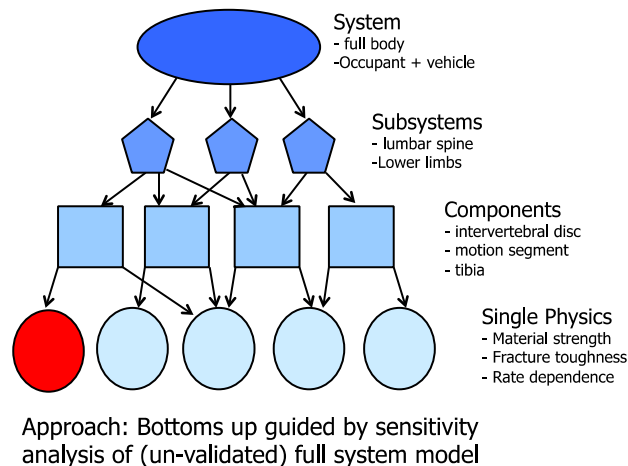 System
- full body
-Occupant + vehicle
Subsystems
- lumbar spine
-Lower limbs
Components
- intervertebral disc
- motion segment
- tibia
Single Physics
- Material strength
- Fracture toughness
- Rate dependence
Approach: Bottoms up guided by sensitivity
analysis of (un-validated) full system model